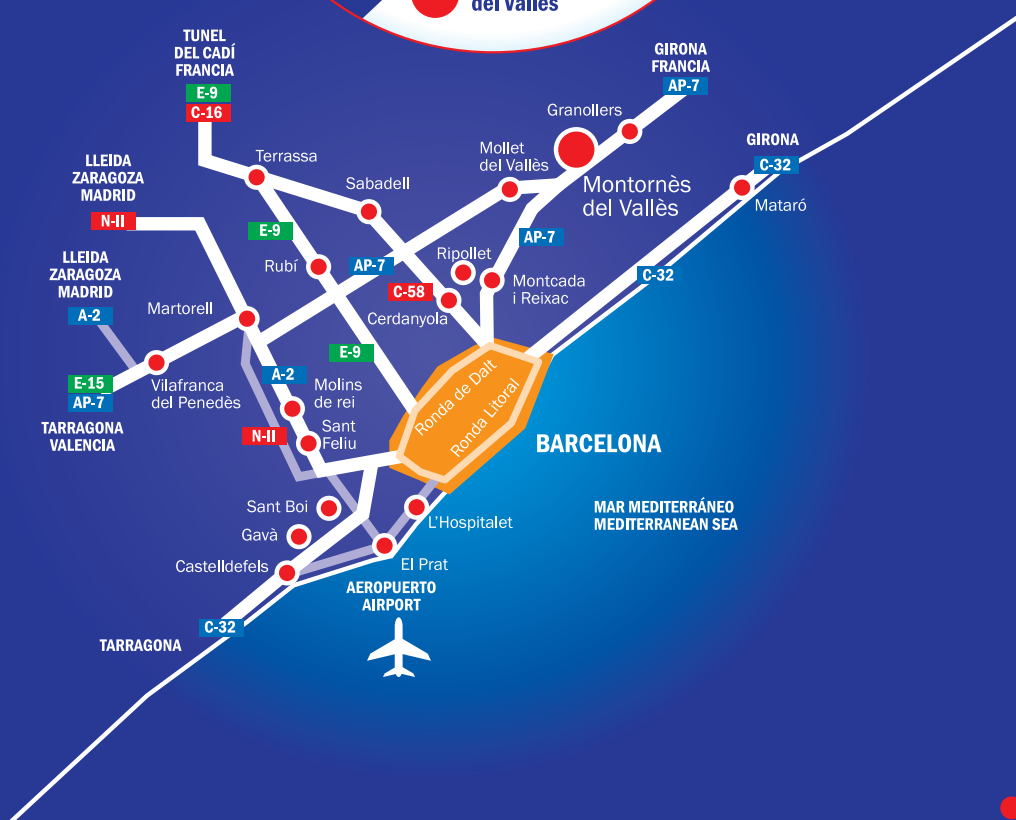 del Vallès
TUNEL
DEL CADÍ
FRANCIA
E-9
C-16
GIRONA
FRANCIA
AP-7
Granollers
GIRONA
C-32
Mollet
del Vallès
Terrassa
LLEIDA
ZARAGOZA
MADRID
N-II
Sabadell
Montornès
del Vallès
Mataró
E-9
AP-7
Ripollet
AP-7
Rubí
C-32
LLEIDA
ZARAGOZA
MADRID
A-2
Martorell
C-58
Montcada
i Reixac
Cerdanyola
E-9
E-15
AP-7
Vilafranca
del Penedès
A-2
Molins
de rei
Ronda de Dalt
Ronda Litoral
TARRAGONA
VALENCIA
N-II
Sant
Feliu
BARCELONA
Sant Boi
L'Hospitalet
MAR MEDITERRÁNEO
MEDITERRANEAN SEA
Gavà
Castelldefels
El Prat
AEROPUERTO
AIRPORT
C-32
TARRAGONA